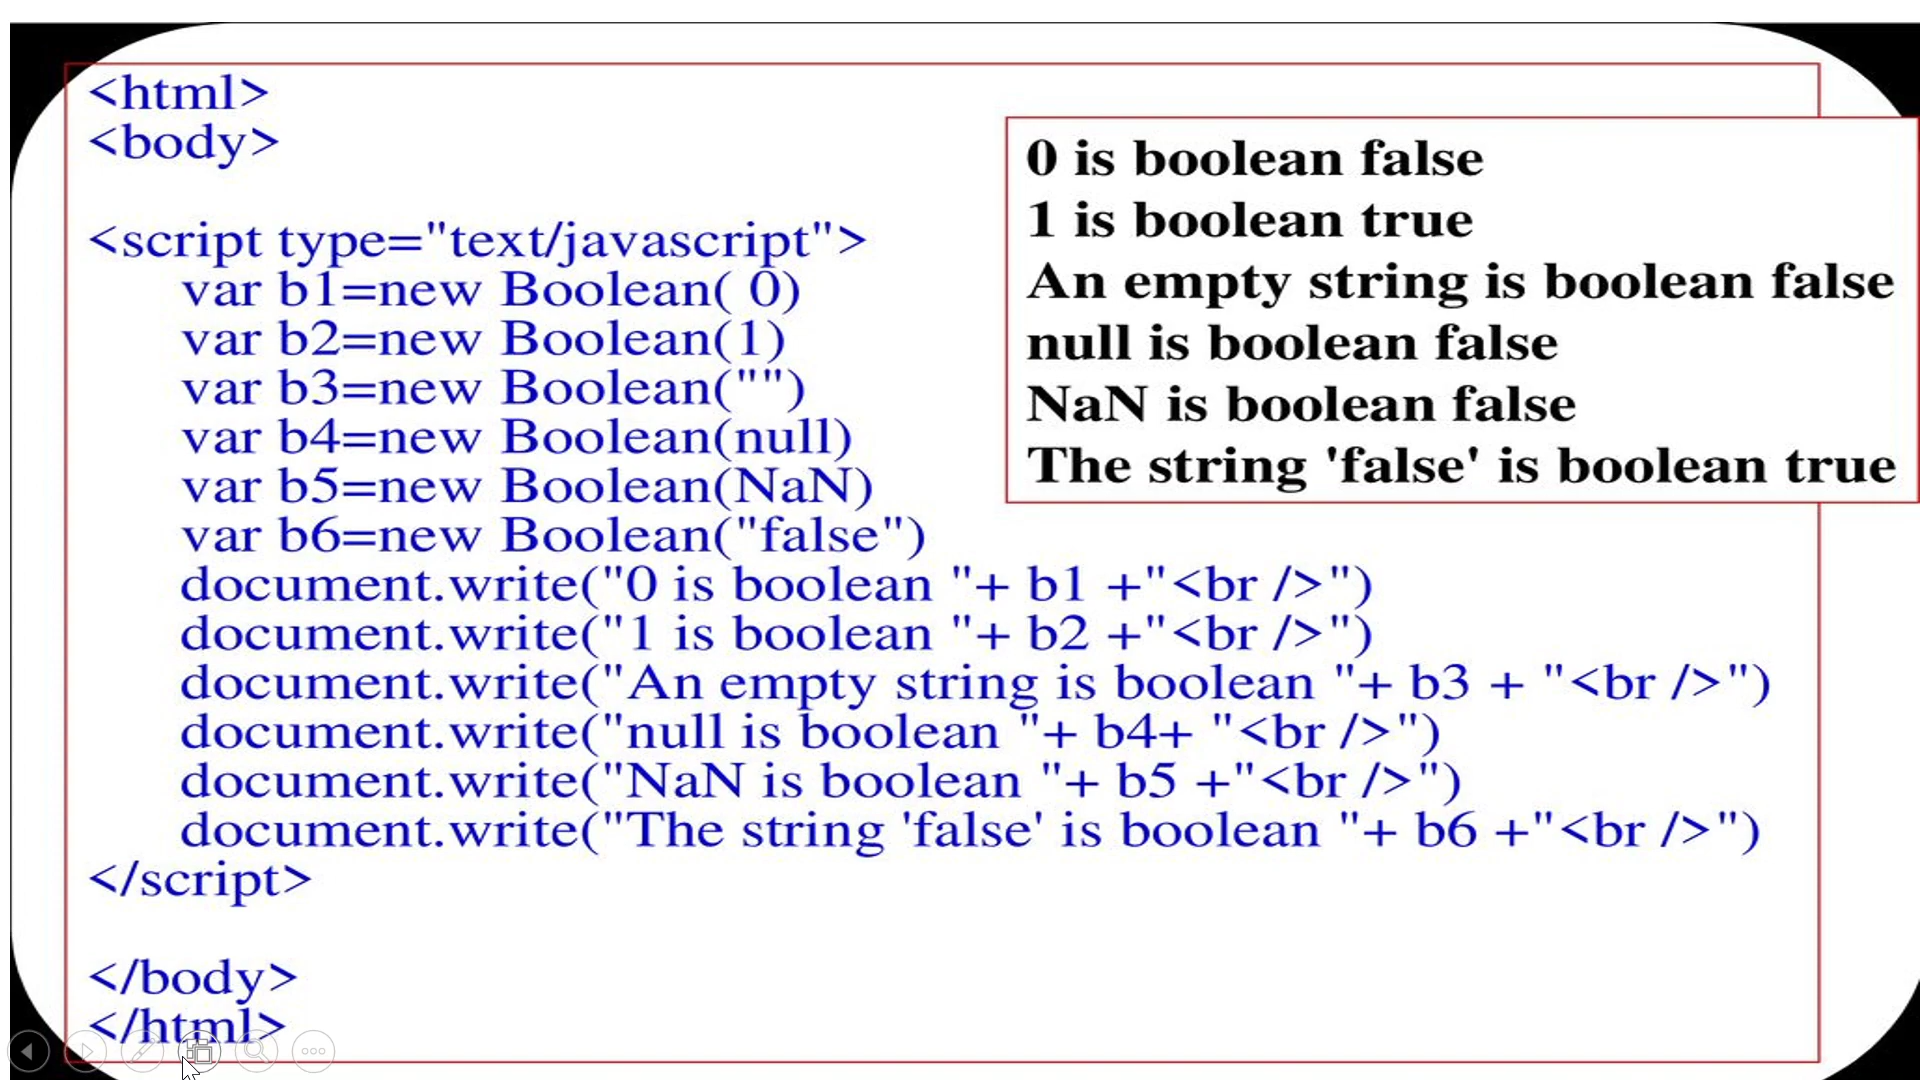 <html>
<body>

<script type="text/javascript">
var b1=new Boolean( 0)
var b2=new Boolean(1)
var b3=new Boolean("")
var b4=new Boolean(null)
var b5=new Boolean(NaN)
var b6=new Boolean("false")
document.write("0 is boolean "+ b1 +"<br />")
document.write("1 is boolean "+ b2 +"<br />")
document.write("An empty string is boolean "+ b3 + "<br />")
document.write("null is boolean "+ b4+ "<br />")
document.write("NaN is boolean "+ b5 +"<br />")
document.write("The string 'false' is boolean "+ b6 +"<br />")
</script>

</body>
</html>
0 is boolean false
1 is boolean true
An empty string is boolean false
null is boolean false
NaN is boolean false
The string 'false' is boolean true